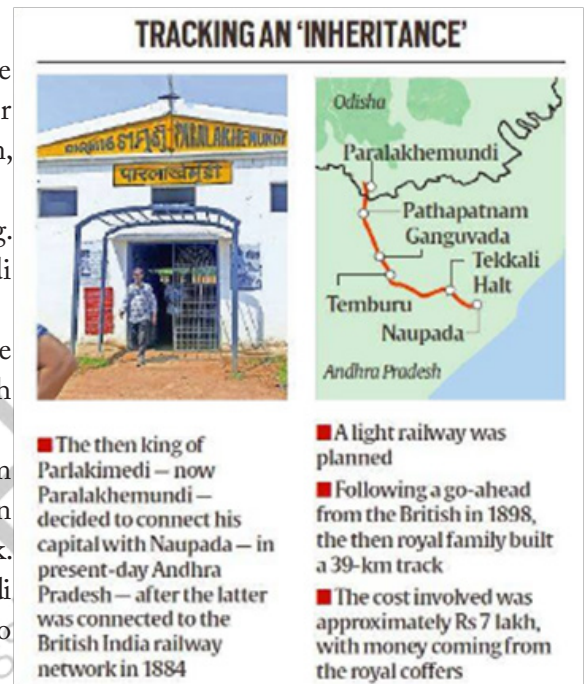 TRACKING AN ‘INHERITANCE’
PARALAKHEMUNDI
पारलाखेमुंडी
Odisha
Paralakhemundi
Pathapatnam
Ganguvada
Tekkali
Halt
Temburu
Naupada
Andhra Pradesh
■ The then king of
Parlakimedi — now
Paralakhemundi —
decided to connect his
capital with Naupada — in
present-day Andhra
Pradesh — after the latter
was connected to the
British India railway
network in 1884
■ A light railway was
planned
■ Following a go-ahead
from the British in 1898,
the then royal family built
a 39-km track
■ The cost involved was
approximately Rs 7 lakh,
with money coming from
the royal coffers